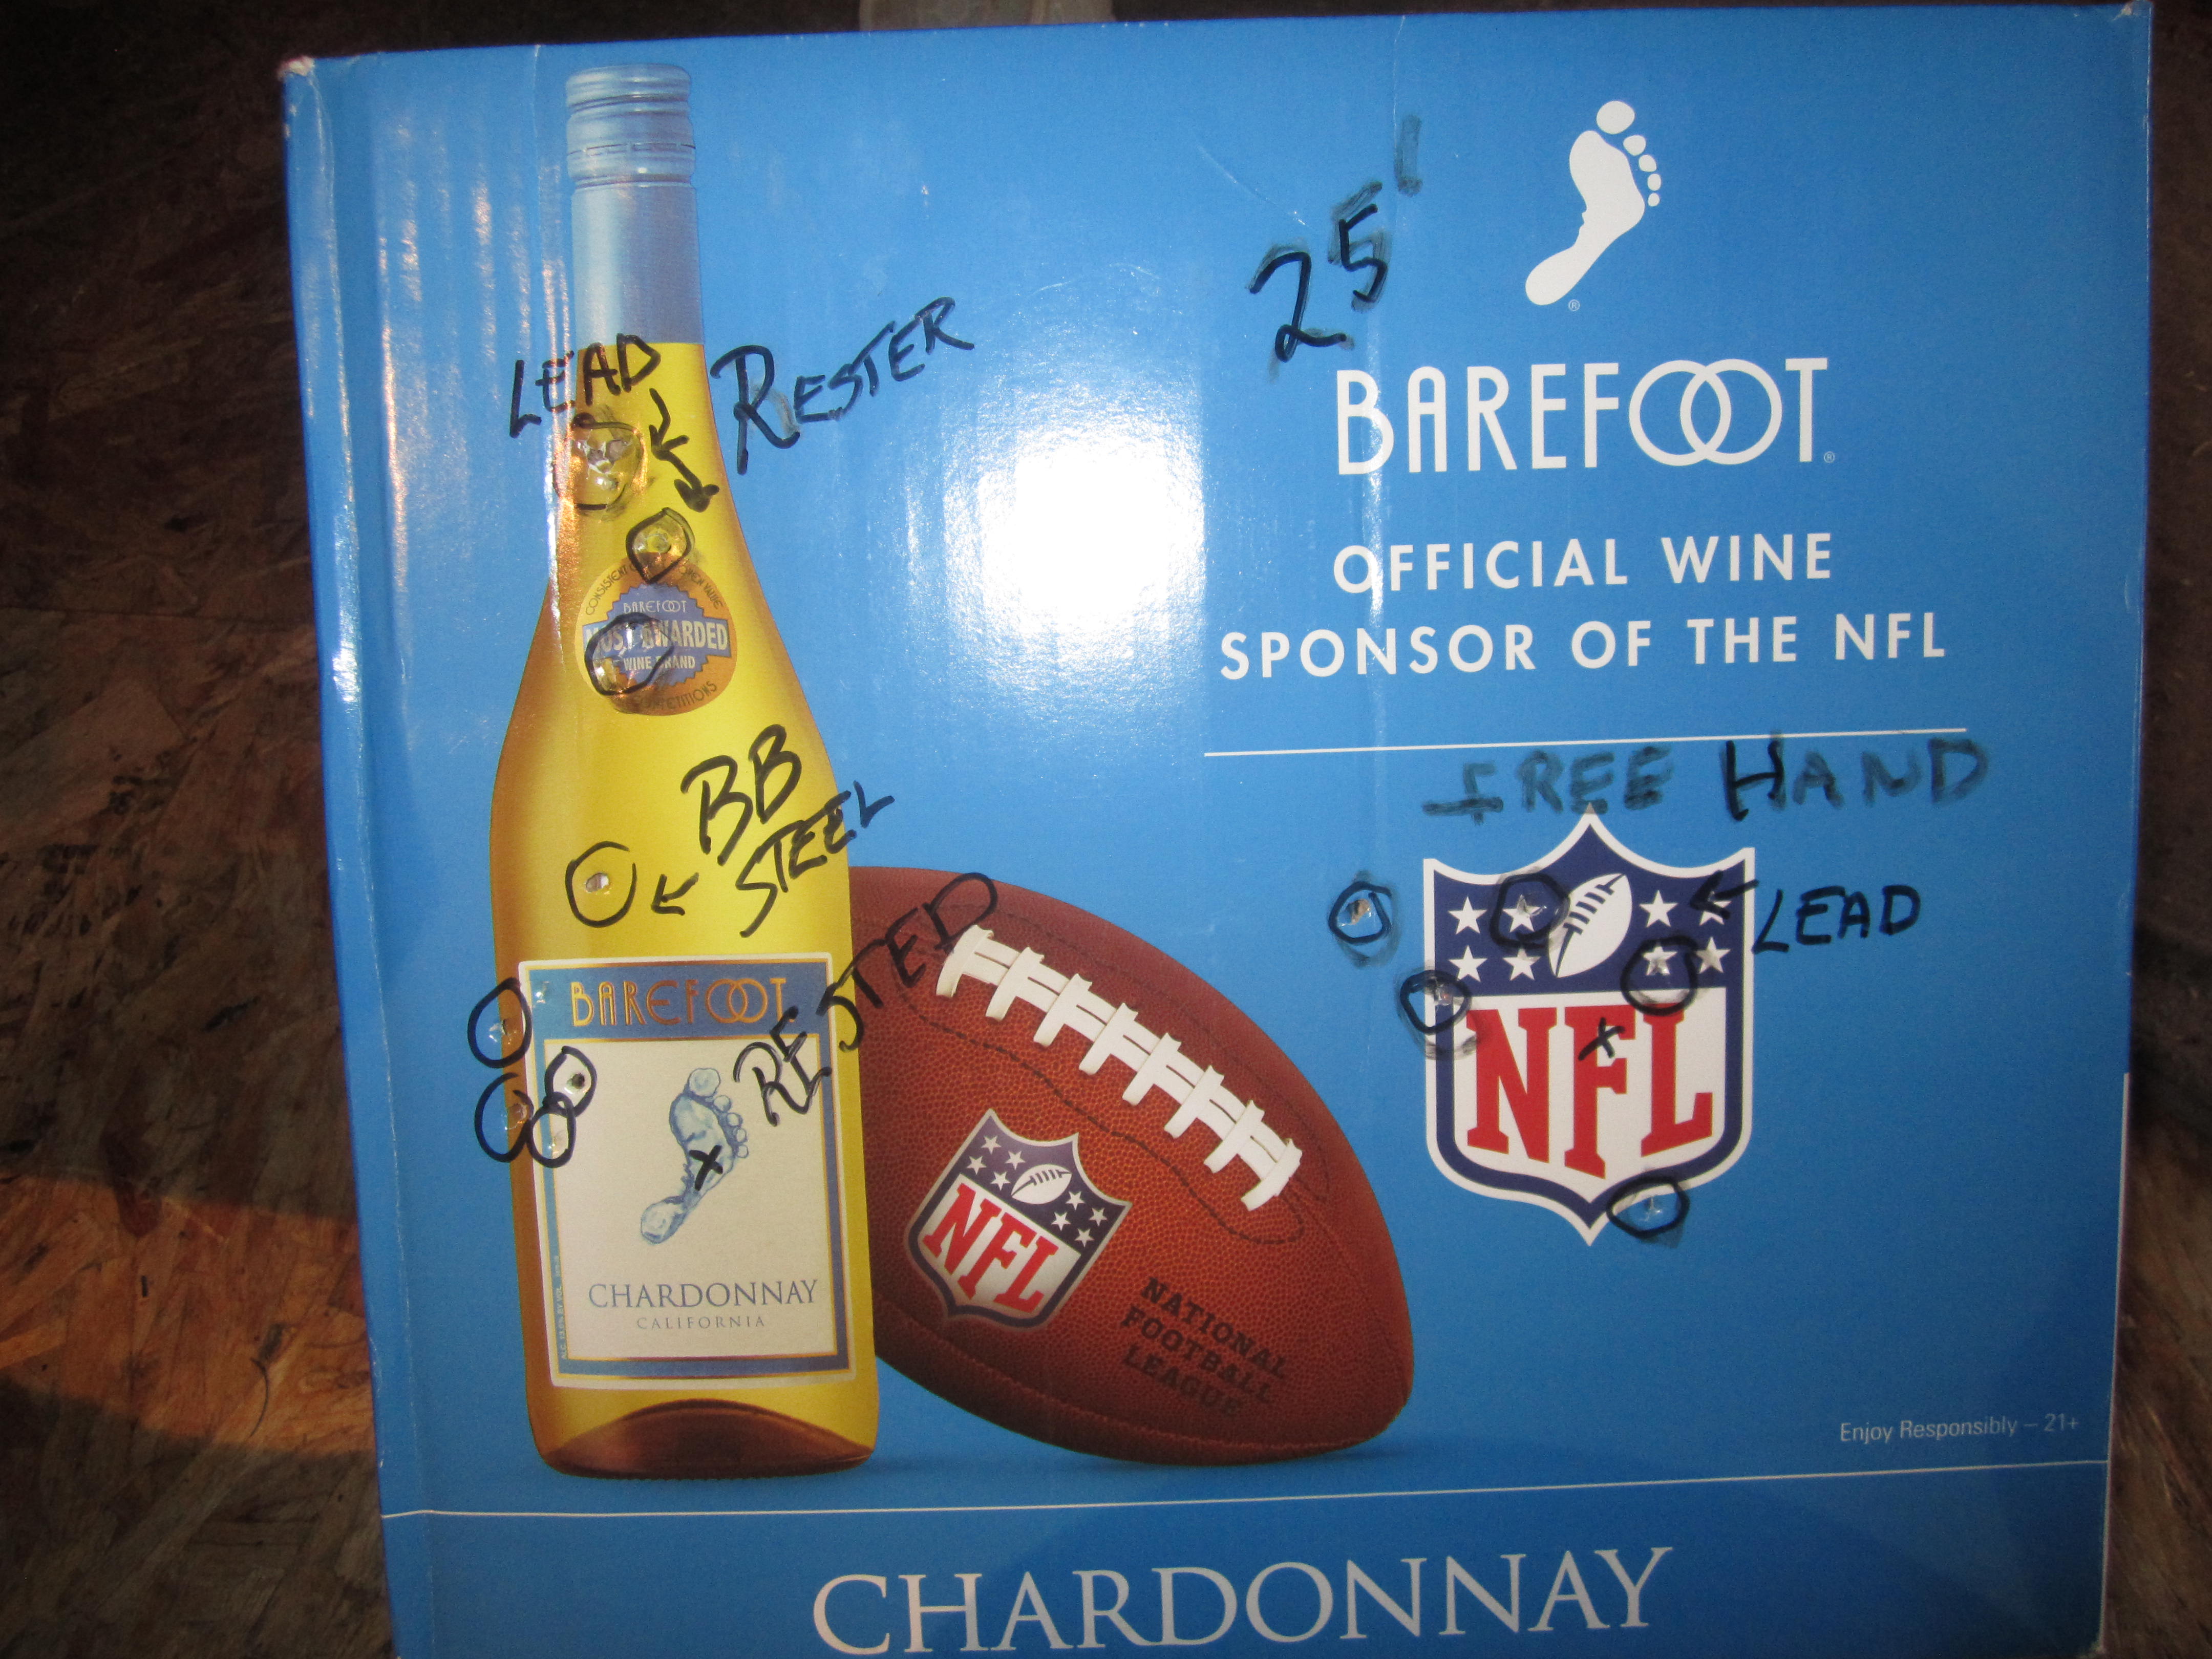 25'
BAREFOOT®
OFFICIAL WINE
SPONSOR OF THE NFL
FREE HAND
LEAD
NFL
LEAD
RESTER
BAREFOOT
MOST AWARDED
WINE BRAND
BB
STEEL
RESTED
BAREFOOT
x
CHARDONNAY
CALIFORNIA
NFL
x
NATIONAL
FOOTBALL
LEAGUE
Enjoy Responsibly – 21+
CHARDONNAY